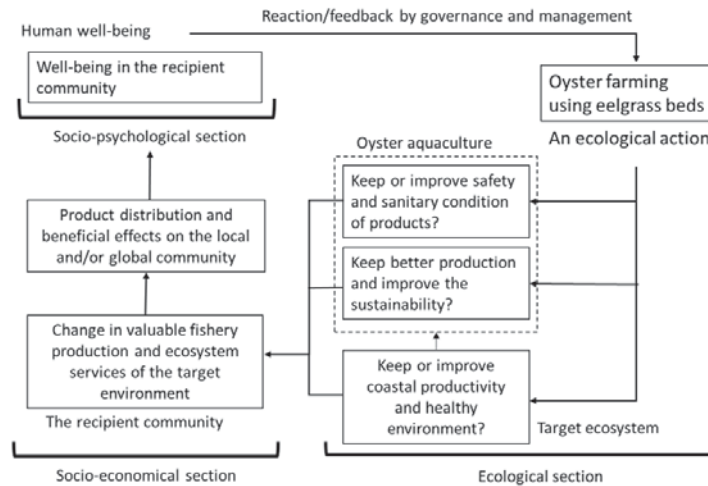 Reaction/feedback by governance and management
Human well-being
Well-being in the recipient
community
Socio-psychological section
Product distribution and
beneficial effects on the local
and/or global community
Change in valuable fishery
production and ecosystem
services of the target
environment
The recipient community
Socio-economical section
Oyster farming
using eelgrass beds
An ecological action
Oyster aquaculture
Keep or improve safety
and sanitary condition
of products?
Keep better production
and improve the
sustainability?
Keep or improve
coastal productivity
and healthy
environment?
Target ecosystem
Ecological section